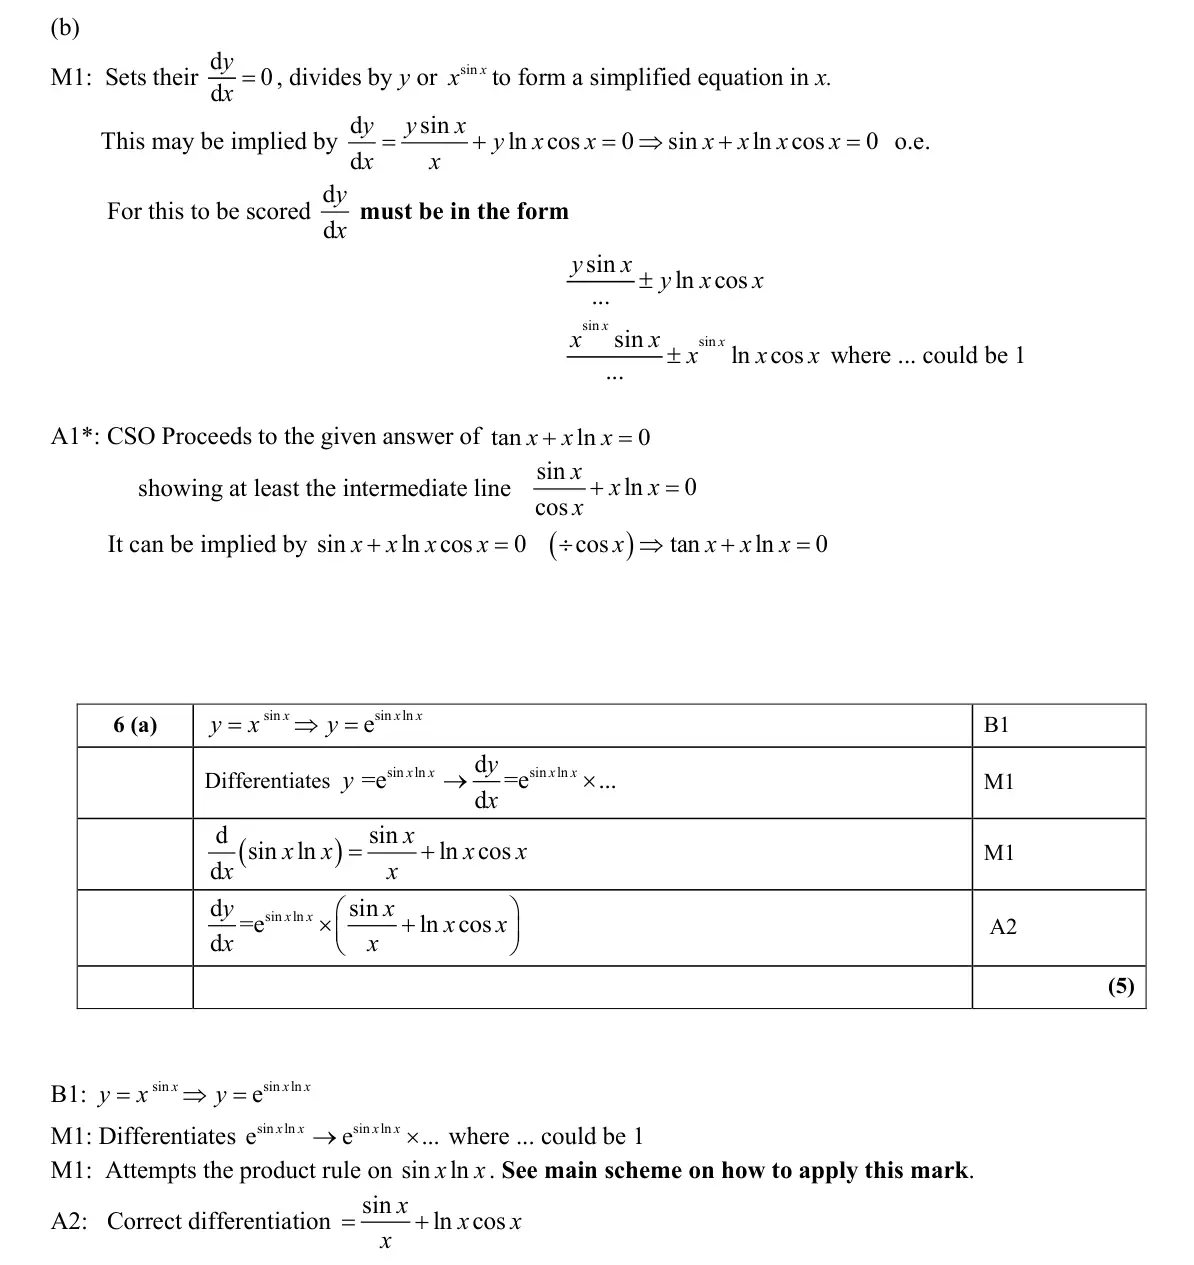 (b)
M1: Sets their dy/dx = 0, divides by y or x^{sin x} to form a simplified equation in x.
This may be implied by dy/dx = (y sin x)/x + y ln x cos x = 0 ⇒ sin x + x ln x cos x = 0 o.e.
For this to be scored dy/dx must be in the form
(y sin x)/... ± y ln x cos x
(x^{sin x} sin x)/... ± x^{sin x} ln x cos x where ... could be 1
A1*: CSO Proceeds to the given answer of tan x + x ln x = 0
showing at least the intermediate line (sin x)/(cos x) + x ln x = 0
It can be implied by sin x + x ln x cos x = 0 (÷ cos x) ⇒ tan x + x ln x = 0
6 (a) y = x^{sin x} ⇒ y = e^{sin x ln x} B1
Differentiates y = e^{sin x ln x} → dy/dx = e^{sin x ln x} × ... M1
d/dx (sin x ln x) = (sin x)/x + ln x cos x M1
dy/dx = e^{sin x ln x} × ((sin x)/x + ln x cos x) A2
(5)
B1: y = x^{sin x} ⇒ y = e^{sin x ln x}
M1: Differentiates e^{sin x ln x} → e^{sin x ln x} × ... where ... could be 1
M1: Attempts the product rule on sin x ln x. See main scheme on how to apply this mark.
A2: Correct differentiation = (sin x)/x + ln x cos x